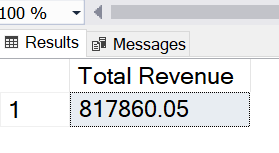 100 %
Results Messages
Total Revenue
1 817860.05